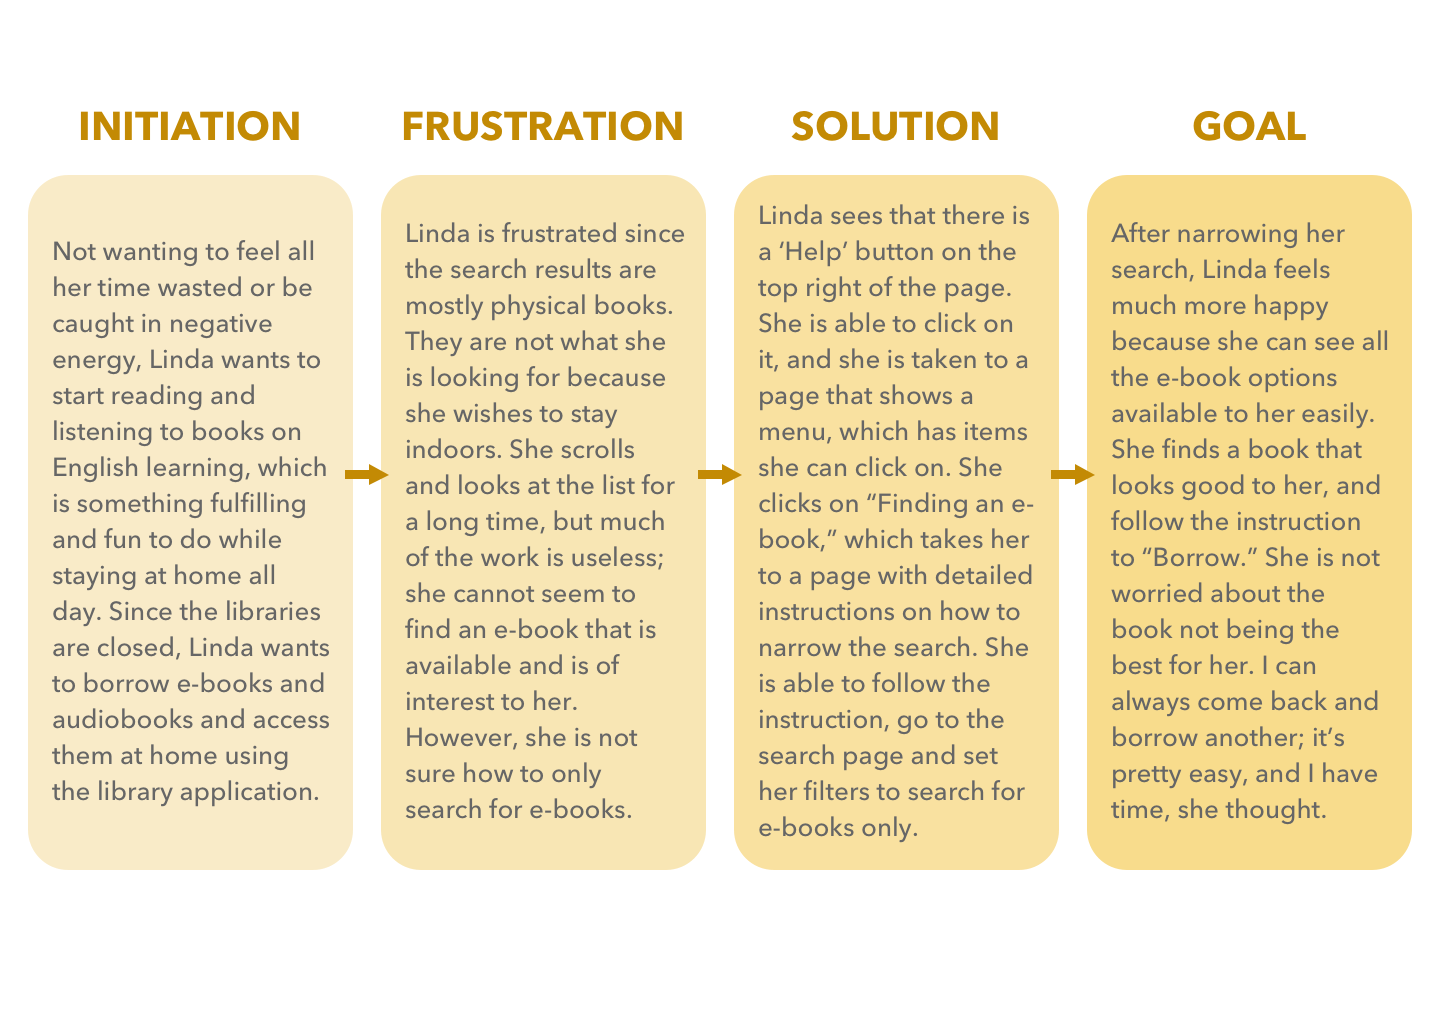 INITIATION
Not wanting to feel all
her time wasted or be
caught in negative
energy, Linda wants to
start reading and
listening to books on
English learning, which
is something fulfilling
and fun to do while
staying at home all
day. Since the libraries
are closed, Linda wants
to borrow e-books and
audiobooks and access
them at home using
the library application.
FRUSTRATION
Linda is frustrated since
the search results are
mostly physical books.
They are not what she
is looking for because
she wishes to stay
indoors. She scrolls
and looks at the list for
a long time, but much
of the work is useless;
she cannot seem to
find an e-book that is
available and is of
interest to her.
However, she is not
sure how to only
search for e-books.
SOLUTION
Linda sees that there is
a ‘Help’ button on the
top right of the page.
She is able to click on
it, and she is taken to a
page that shows a
menu, which has items
she can click on. She
clicks on “Finding an e-
book,” which takes her
to a page with detailed
instructions on how to
narrow the search. She
is able to follow the
instruction, go to the
search page and set
her filters to search for
e-books only.
GOAL
After narrowing her
search, Linda feels
much more happy
because she can see all
the e-book options
available to her easily.
She finds a book that
looks good to her, and
follow the instruction
to “Borrow.” She is not
worried about the
book not being the
best for her. I can
always come back and
borrow another; it’s
pretty easy, and I have
time, she thought.